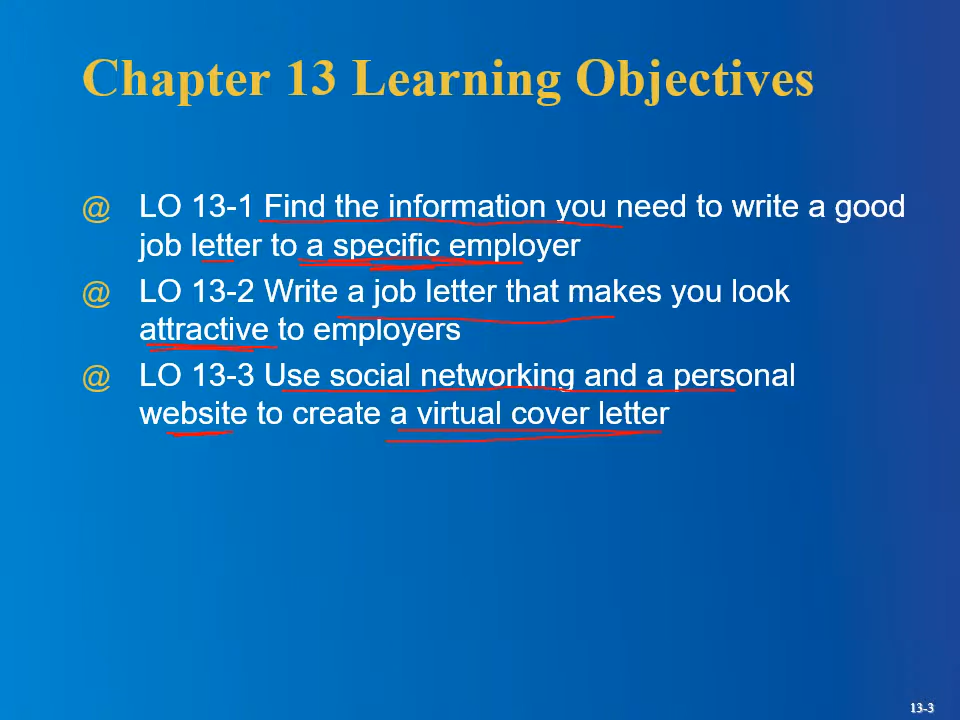 Chapter 13 Learning Objectives
@ LO 13-1 Find the information you need to write a good
job letter to a specific employer
@ LO 13-2 Write a job letter that makes you look
attractive to employers
@ LO 13-3 Use social networking and a personal
website to create a virtual cover letter
13-3